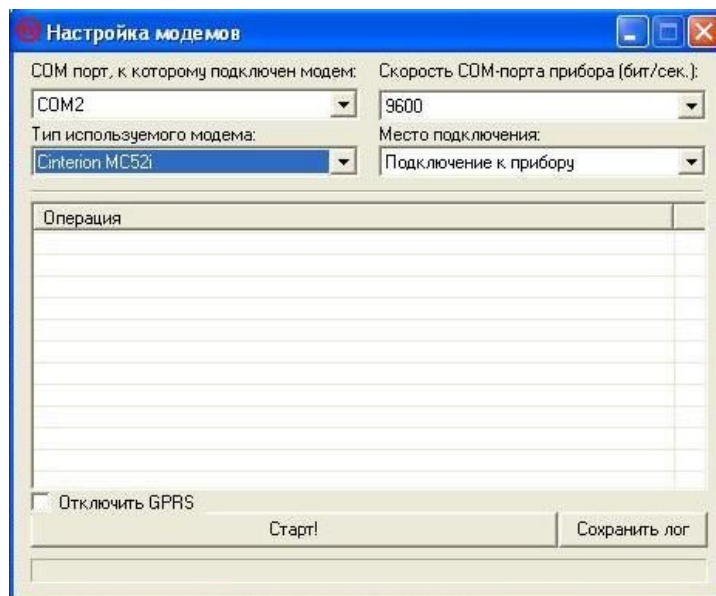 Настройка модемов
COM порт, к которому подключен модем:
Скорость COM-порта прибора (бит/сек.):
COM2
9600
Тип используемого модема:
Место подключения:
Cinterion MC52i
Подключение к прибору
Операция
Отключить GPRS
Старт!
Сохранить лог